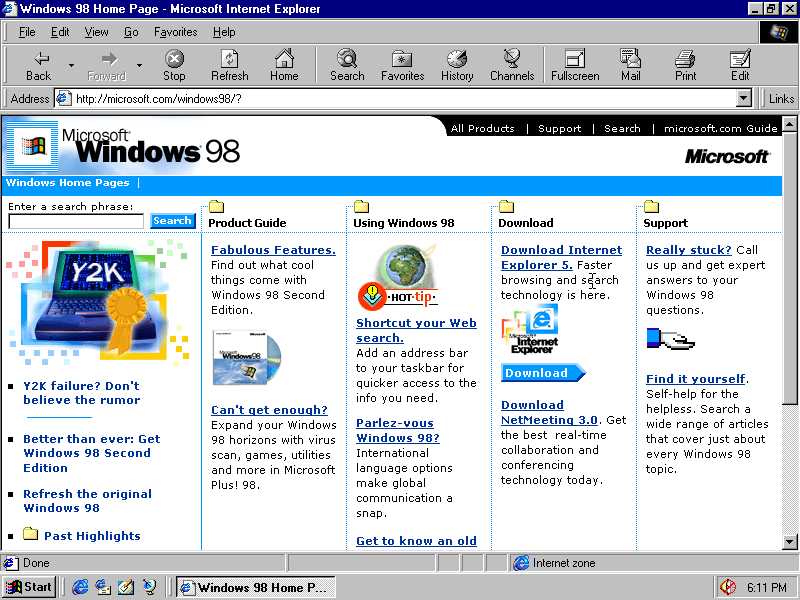 Windows 98 Home Page - Microsoft Internet Explorer
File Edit View Go Favorites Help
Back Forward Stop Refresh Home Search Favorites History Channels Fullscreen Mail Print Edit
Address http://microsoft.com/windows98/? Links
All Products | Support | Search | microsoft.com Guide
Microsoft
Windows 98
Microsoft
Windows Home Pages |
Enter a search phrase:
Search
Y2K
Y2K failure? Don't
believe the rumor
Better than ever: Get
Windows 98 Second
Edition
Refresh the original
Windows 98
Past Highlights
Product Guide
Fabulous Features.
Find out what cool
things come with
Windows 98 Second
Edition.
Microsoft
Windows98
Can't get enough?
Expand your Windows
98 horizons with virus
scan, games, utilities
and more in Microsoft
Plus! 98.
Using Windows 98
HOT tip
Shortcut your Web
search.
Add an address bar
to your taskbar for
quicker access to the
info you need.
Parlez-vous
Windows 98?
International
language options
make global
communication a
snap.
Get to know an old
Download
Download Internet
Explorer 5. Faster
browsing and search
technology is here.
Microsoft
Internet
Explorer
Download
Download
NetMeeting 3.0. Get
the best real-time
collaboration and
conferencing
technology today.
Support
Really stuck? Call
us up and get expert
answers to your
Windows 98
questions.
Find it yourself.
Self-help for the
helpless. Search a
wide range of articles
that cover just about
every Windows 98
topic.
Done Internet zone
Start Windows 98 Home P... 6:11 PM